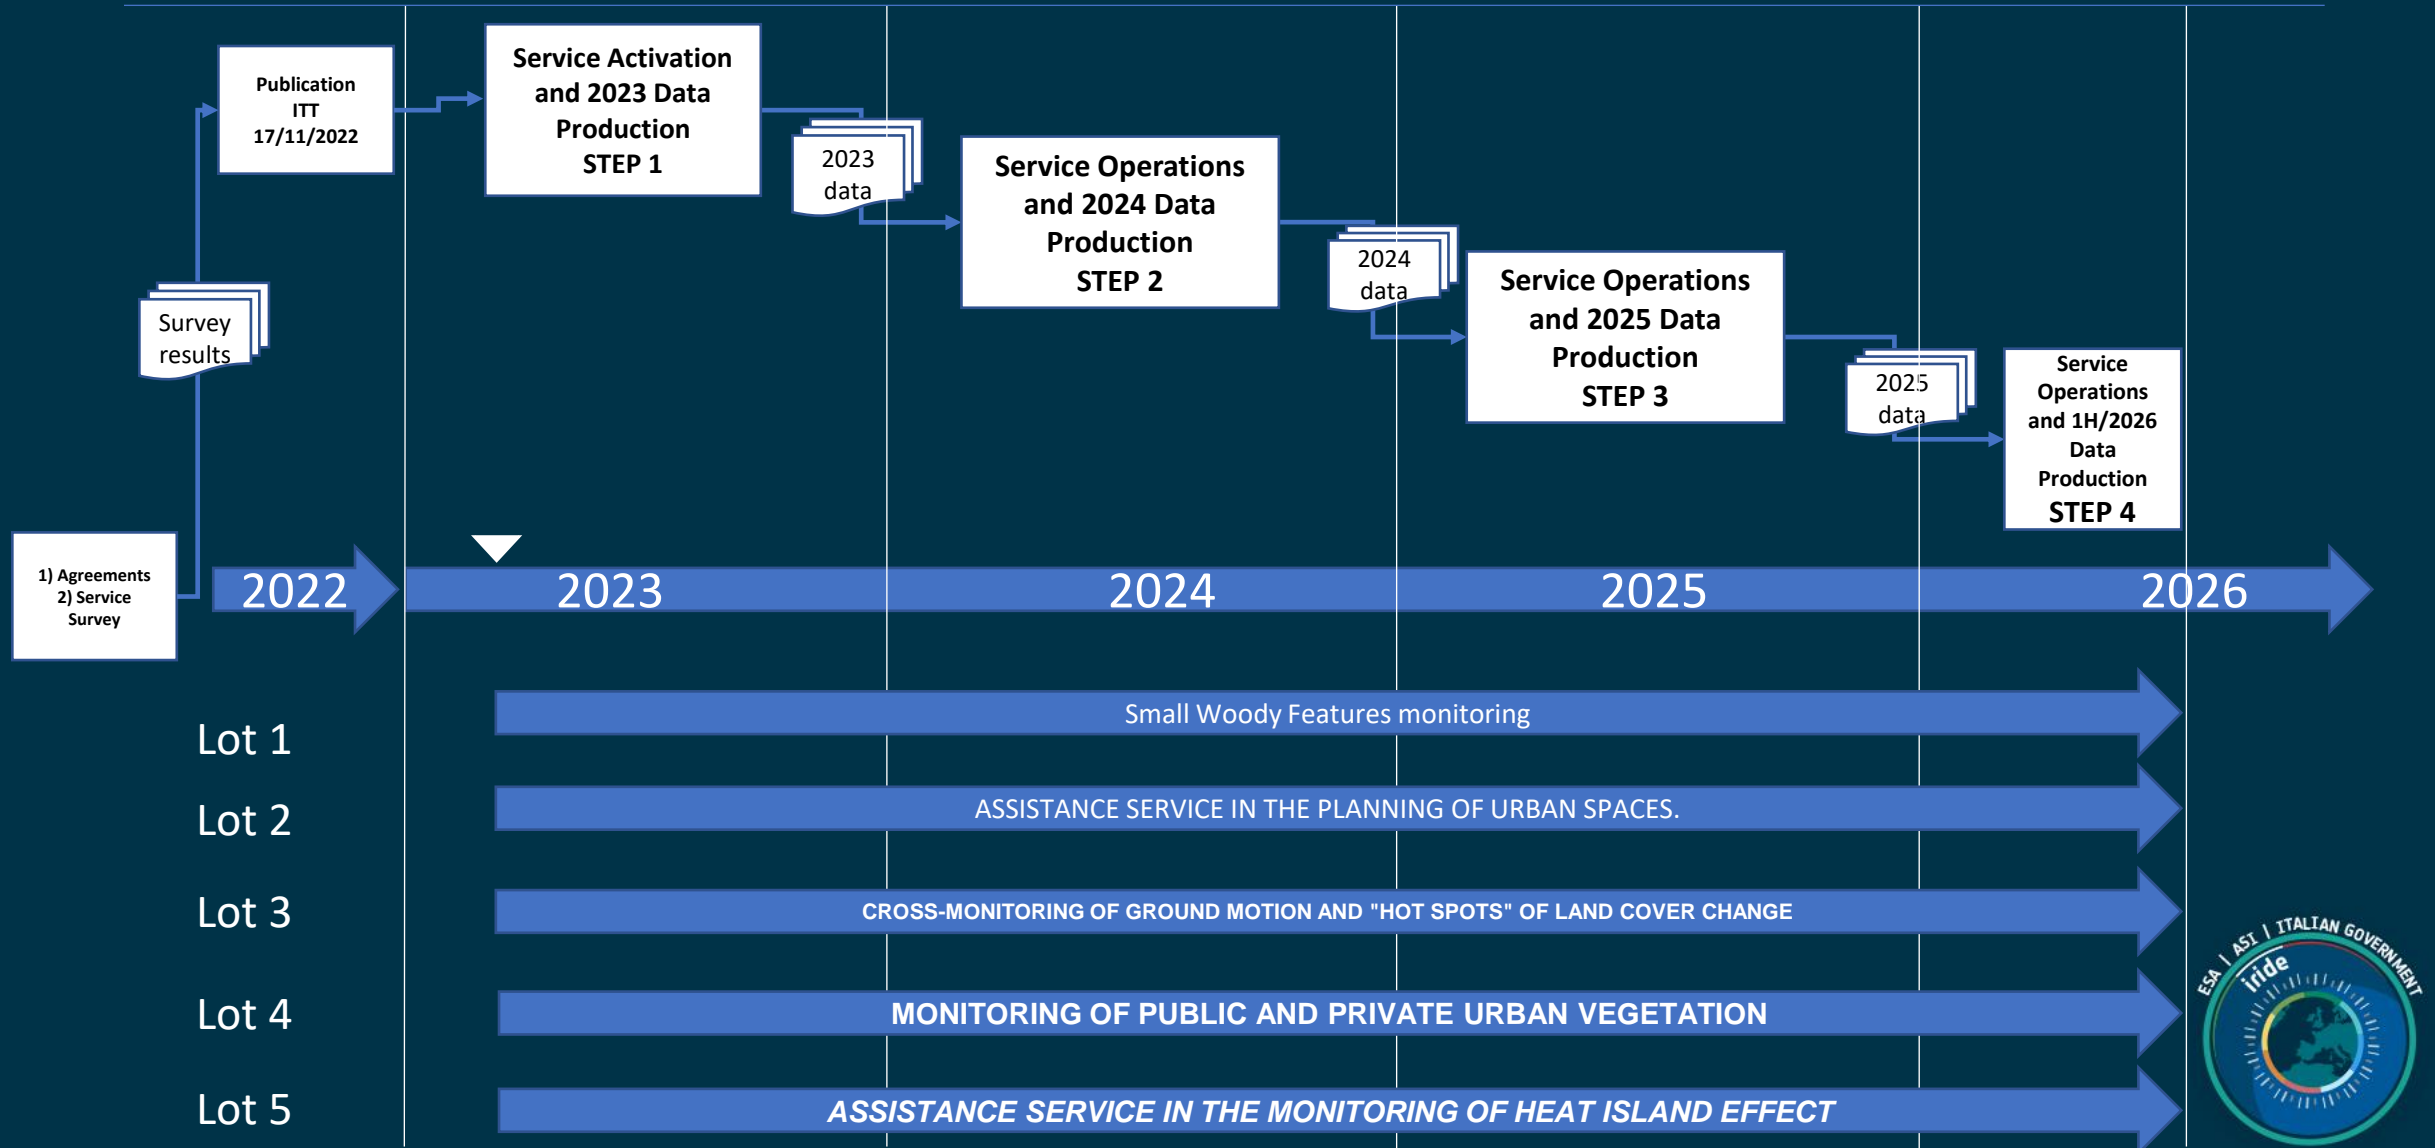 Publication
ITT
17/11/2022
Service Activation
and 2023 Data
Production
STEP 1
2023
data
Service Operations
and 2024 Data
Production
STEP 2
2024
data
Service Operations
and 2025 Data
Production
STEP 3
2025
data
Service
Operations
and 1H/2026
Data
Production
STEP 4
Survey
results
1) Agreements
2) Service
Survey
2022
2023
2024
2025
2026
Lot 1
Small Woody Features monitoring
Lot 2
ASSISTANCE SERVICE IN THE PLANNING OF URBAN SPACES.
Lot 3
CROSS-MONITORING OF GROUND MOTION AND "HOT SPOTS" OF LAND COVER CHANGE
Lot 4
MONITORING OF PUBLIC AND PRIVATE URBAN VEGETATION
Lot 5
ASSISTANCE SERVICE IN THE MONITORING OF HEAT ISLAND EFFECT
ESA | ASI | ITALIAN GOVERNMENT
iride